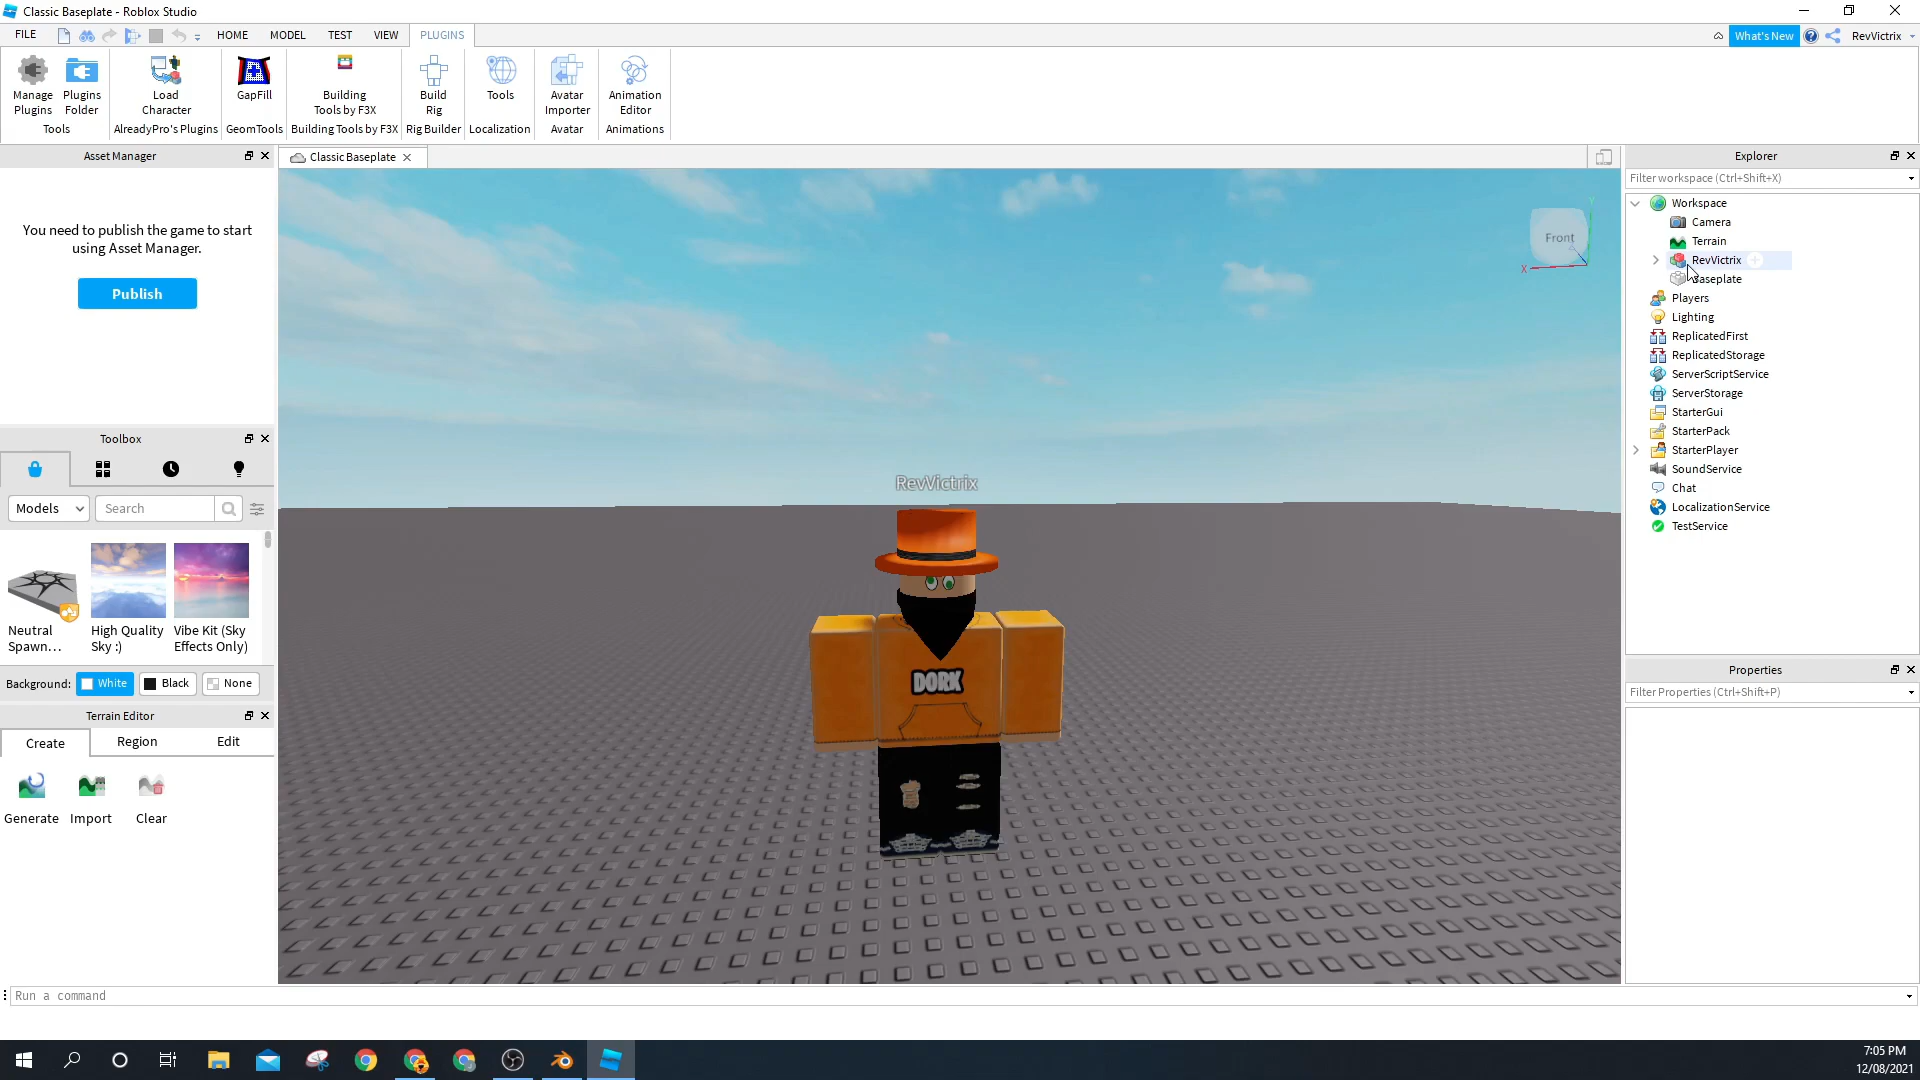 Classic Baseplate - Roblox Studio
FILE HOME MODEL TEST VIEW PLUGINS What's New RevVictrix
Manage Plugins
Plugins Folder
Tools
Load Character
AlreadyPro's Plugins
GapFill
GeomTools
Building Tools by F3X
Building Tools by F3X
Build Rig
Rig Builder
Tools
Localization
Avatar Importer
Avatar
Animation Editor
Animations
Asset Manager
You need to publish the game to start
using Asset Manager.
Publish
Toolbox
Models Search
Neutral Spawn...
High Quality Sky :)
Vibe Kit (Sky Effects Only)
Background: White Black None
Terrain Editor
Create Region Edit
Generate Import Clear
Classic Baseplate
Front
X
RevVictrix
DORK
Explorer
Filter workspace (Ctrl+Shift+X)
Workspace
Camera
Terrain
RevVictrix
Baseplate
Players
Lighting
ReplicatedFirst
ReplicatedStorage
ServerScriptService
ServerStorage
StarterGui
StarterPack
StarterPlayer
SoundService
Chat
LocalizationService
TestService
Properties
Filter Properties (Ctrl+Shift+P)
Run a command
7:05 PM
12/08/2021